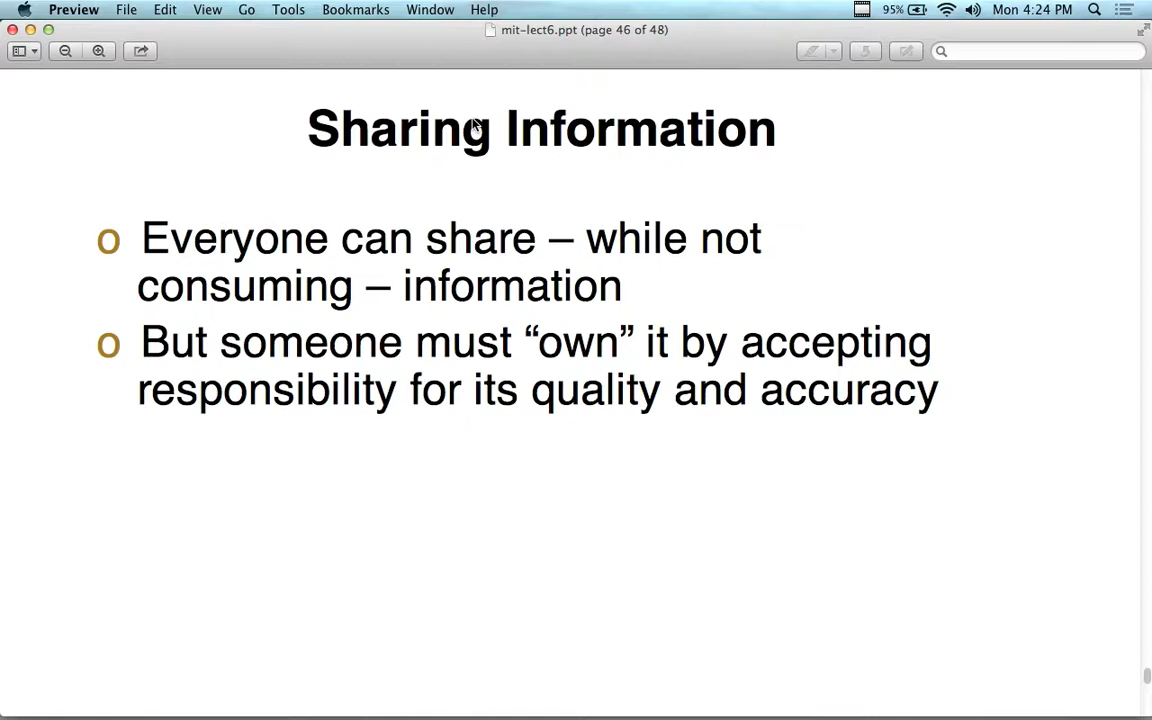 Preview File Edit View Go Tools Bookmarks Window Help 95% Mon 4:24 PM
mit-lect6.ppt (page 46 of 48)
Sharing Information
o Everyone can share – while not
consuming – information
o But someone must “own” it by accepting
responsibility for its quality and accuracy